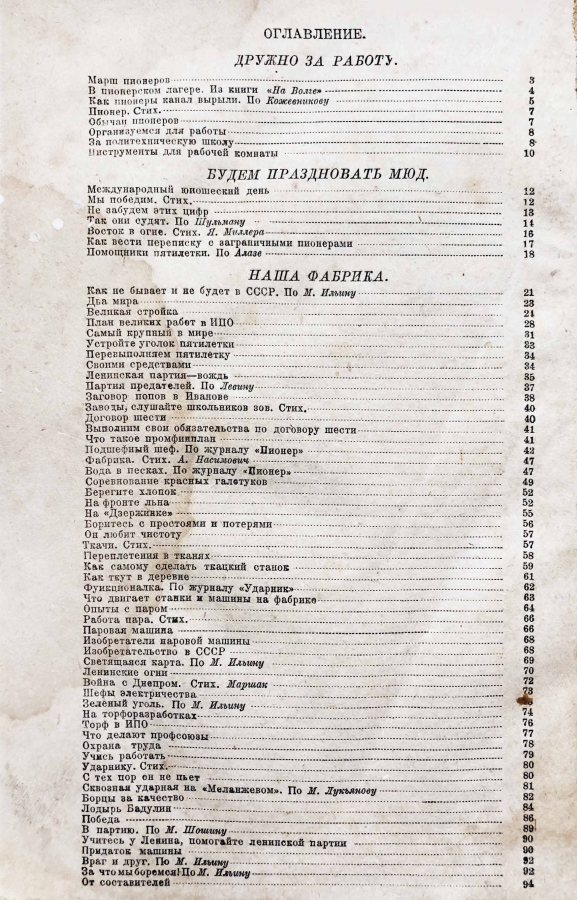 ОГЛАВЛЕНИЕ.
ДРУЖНО ЗА РАБОТУ.
Марш пионеров 3
В пионерском лагере. Из книги «На Волге» 4
Как пионеры канал вырыли. По Кожевникову 5
Пионер. Стих. 7
Обычаи пионеров 7
Организуемся для работы 8
За политехническую школу 8
Инструменты для рабочей комнаты 10
БУДЕМ ПРАЗДНОВАТЬ МЮД.
Международный юношеский день 12
Мы победим. Стих. 12
Не забудем этих цифр 13
Так они судят. По Шульману 14
Восток в огне. Стих. Я. Миллера 16
Как вести переписку с заграничными пионерами 17
Помощники пятилетки. По Алазе 18
НАША ФАБРИКА.
Как не бывает и не будет в СССР. По М. Ильину 21
Два мира 23
Великая стройка 24
План великих работ в ИПО 28
Самый крупный в мире 31
Устройте уголок пятилетки 33
Перевыполняем пятилетку 34
Своими средствами 34
Ленинская партия—вождь 35
Партия предателей. По Левину 37
Заговор попов в Иванове 38
Заводы, слушайте школьников зов. Стих. 40
Договор шести 40
Выполним свои обязательства по договору шести 41
Что такое промфинплан 41
Подшефный шеф. По журналу «Пионер» 42
Фабрика. Стих. А. Насимович 47
Вода в песках. По журналу «Пионер» 47
Соревнование красных галстуков 49
Берегите хлопок 52
На фронте льна 52
На «Дзержинке» 55
Боритесь с простоями и потерями 56
Он любит чистоту 57
Ткачи. Стих. 57
Переплетения в тканях 58
Как самому сделать ткацкий станок 59
Как ткут в деревне 61
Функционалка. По журналу «Ударник» 62
Что двигает станки и машины на фабрике 63
Опыты с паром 64
Работа пара. Стих. 66
Паровая машина 66
Изобретатели паровой машины 68
Изобретательство в СССР 68
Светящаяся карта. По М. Ильину 69
Ленинские огни 70
Война с Днепром. Стих. Маршак 72
Шефы электричества 73
Зеленый уголь. По М. Ильину
На торфоразработках 74
Торф в ИПО 76
Что делают профсоюзы 77
Охрана труда 78
Учись работать 79
Ударнику. Стих. 80
С тех пор он не пьет 80
Сквозная ударная на «Меланжевом». По М. Лукьянову 81
Борцы за качество 82
Лодырь Бадулин 84
Победа 86
В партию. По М. Шошину 89
Учитесь у Ленина, помогайте ленинской партии 90
Придаток машины 90
Враг и друг. По М. Ильину 92
За что мы боремся! По М. Ильину 92
От составителей 94